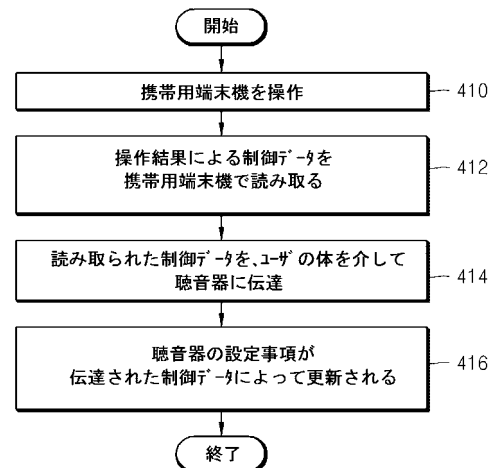 開始
携帯用端末機を操作
410
操作結果による制御ﾃﾞｰﾀを
携帯用端末機で読み取る
412
読み取られた制御ﾃﾞｰﾀを、ﾕｰｻﾞの体を介して
聴音器に伝達
414
聴音器の設定事項が
伝達された制御ﾃﾞｰﾀによって更新される
416
終了